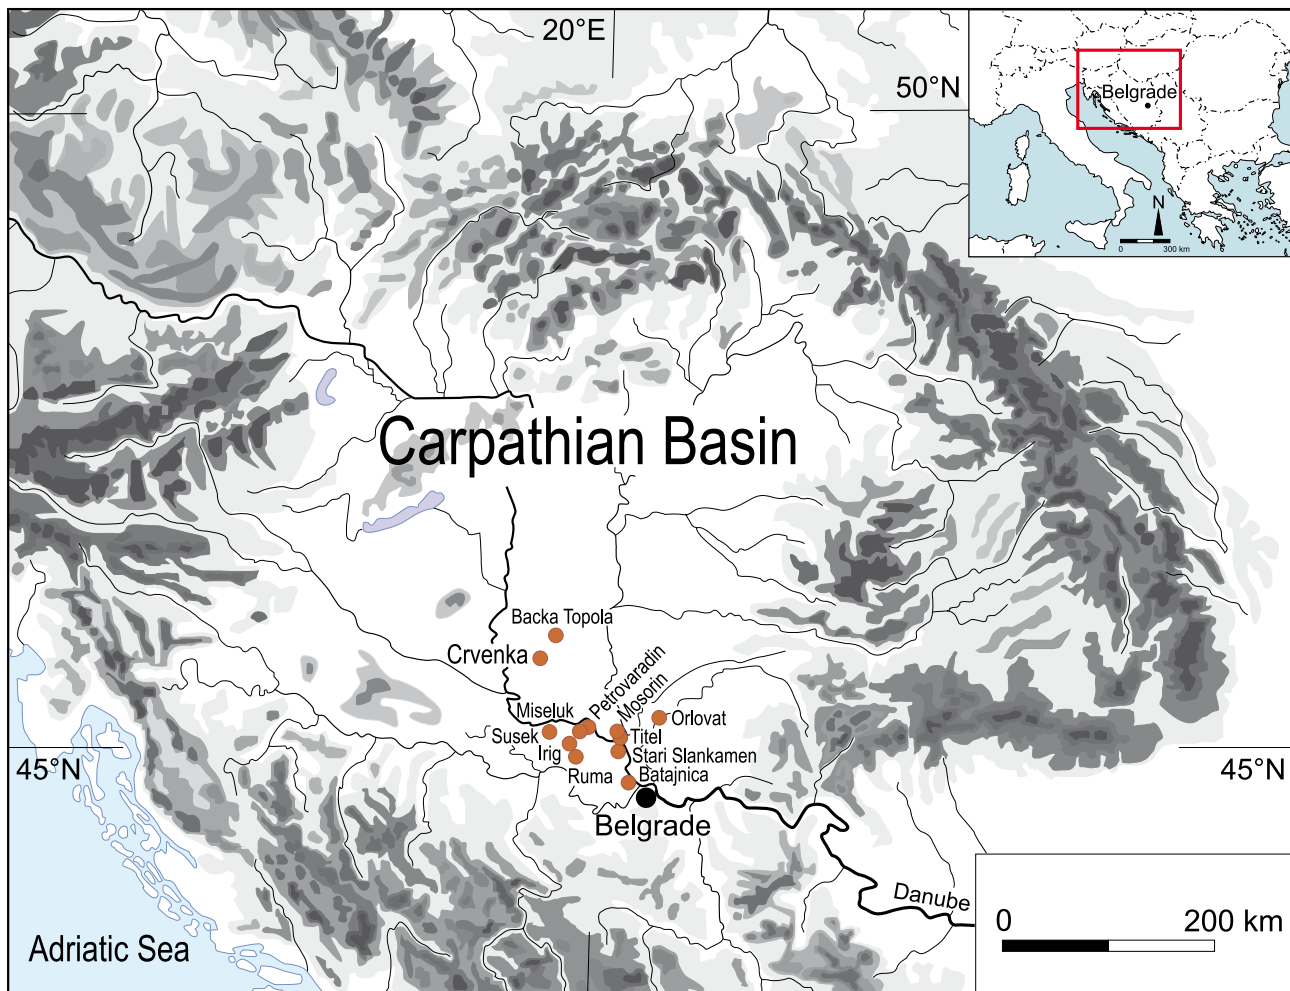 20°E
50°N
Belgrade
N
0
300 km
Carpathian Basin
Backa Topola
Crvenka
Petrovaradin
Mosorin
Miseluk
Orlovat
Susek
Titel
Irig
Stari Slankamen
Ruma
Batajnica
45°N
45°N
Belgrade
Danube
0
200 km
Adriatic Sea